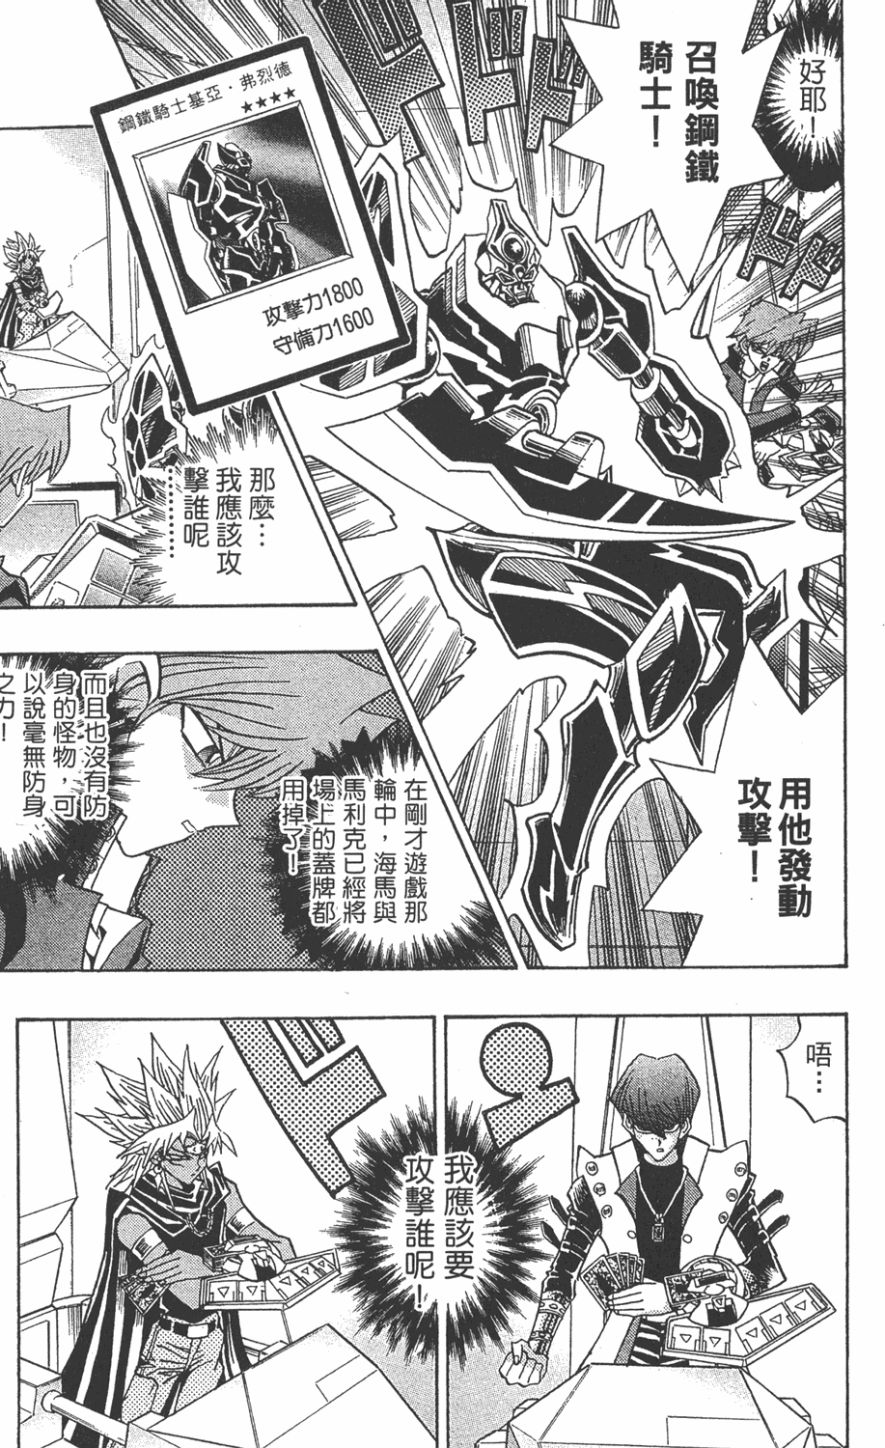 好耶！
召喚鋼鐵
騎士！
鋼鐵騎士基亞・弗烈德
★★★★
攻擊力1800
守備力1600
用他發動
攻擊！
那麼⋯
我應該攻
擊誰呢
⋯⋯⋯
在剛才遊戲那
輪中，海馬與
馬利克已經將
場上的蓋牌都
用掉了！
而且也沒有防
身的怪物，可
以說毫無防身
之力！
唔⋯
我應該要
攻擊誰呢！